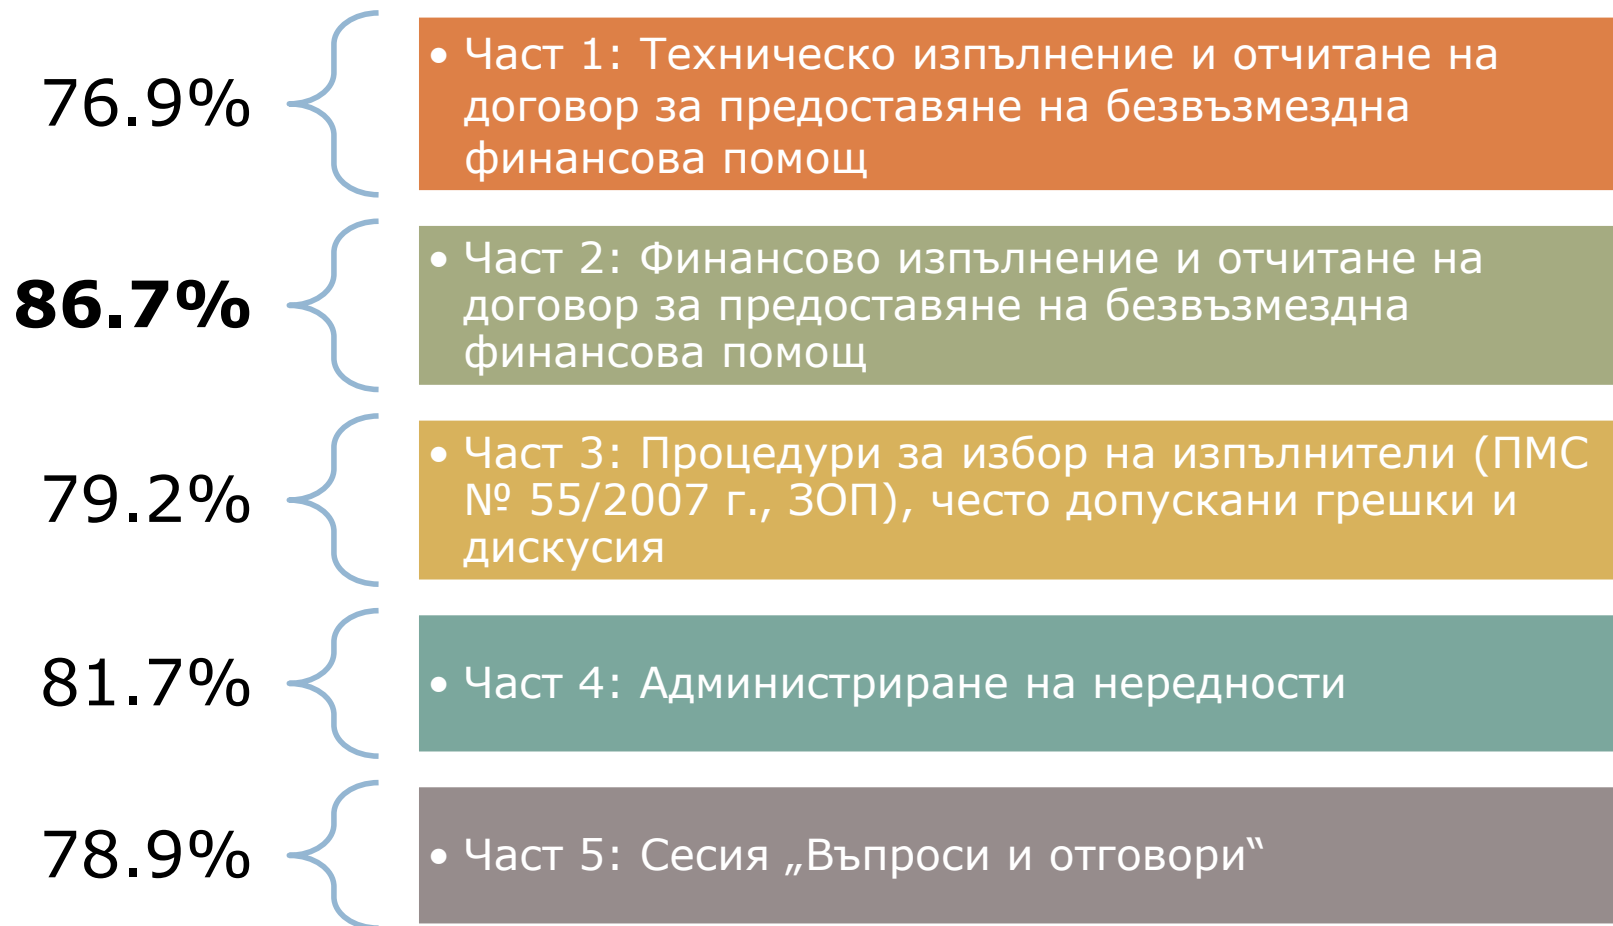 76.9%
• Част 1: Техническо изпълнение и отчитане на
договор за предоставяне на безвъзмездна
финансова помощ
86.7%
• Част 2: Финансово изпълнение и отчитане на
договор за предоставяне на безвъзмездна
финансова помощ
79.2%
• Част 3: Процедури за избор на изпълнители (ПМС
№ 55/2007 г., ЗОП), често допускани грешки и
дискусия
81.7%
• Част 4: Администриране на нередности
78.9%
• Част 5: Сесия „Въпроси и отговори“